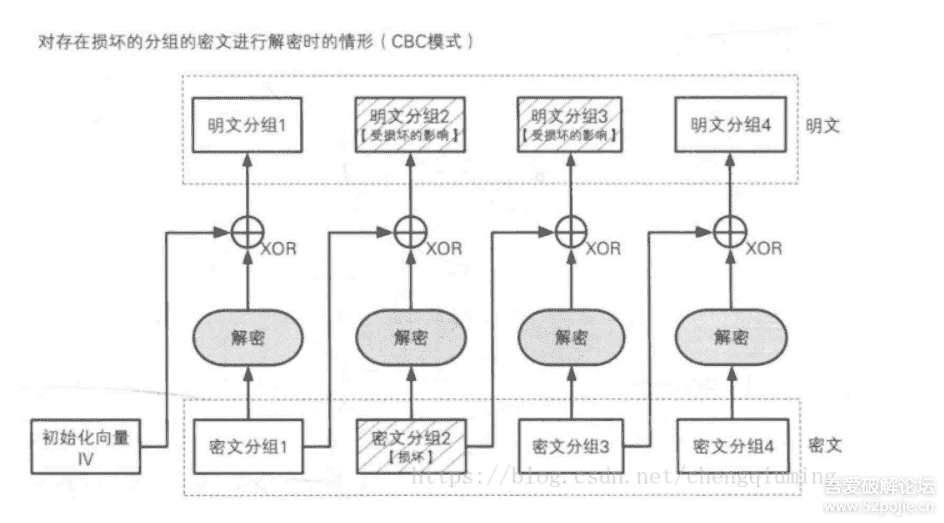 对存在损坏的分组的密文进行解密时的情形（CBC模式）
明文分组1
明文分组2
【受损坏的影响】
明文分组3
【受损坏的影响】
明文分组4
明文
XOR
XOR
XOR
XOR
解密
解密
解密
解密
初始化向量
IV
密文分组1
密文分组2
【损坏】
密文分组3
密文分组4
密文
https://blog.csdn.net/chengqiuming
吾爱破解论坛
www.52pojie.cn